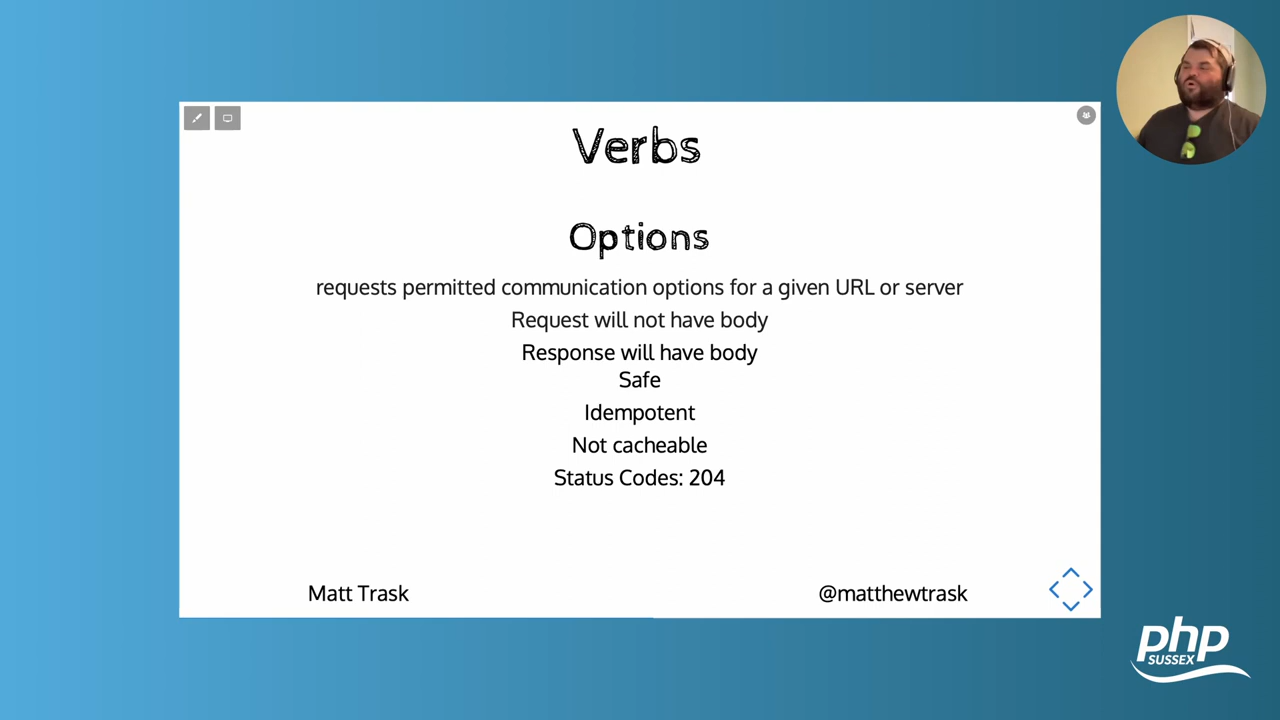 Verbs
Options
requests permitted communication options for a given URL or server
Request will not have body
Response will have body
Safe
Idempotent
Not cacheable
Status Codes: 204
Matt Trask
@matthewtrask
php
SUSSEX